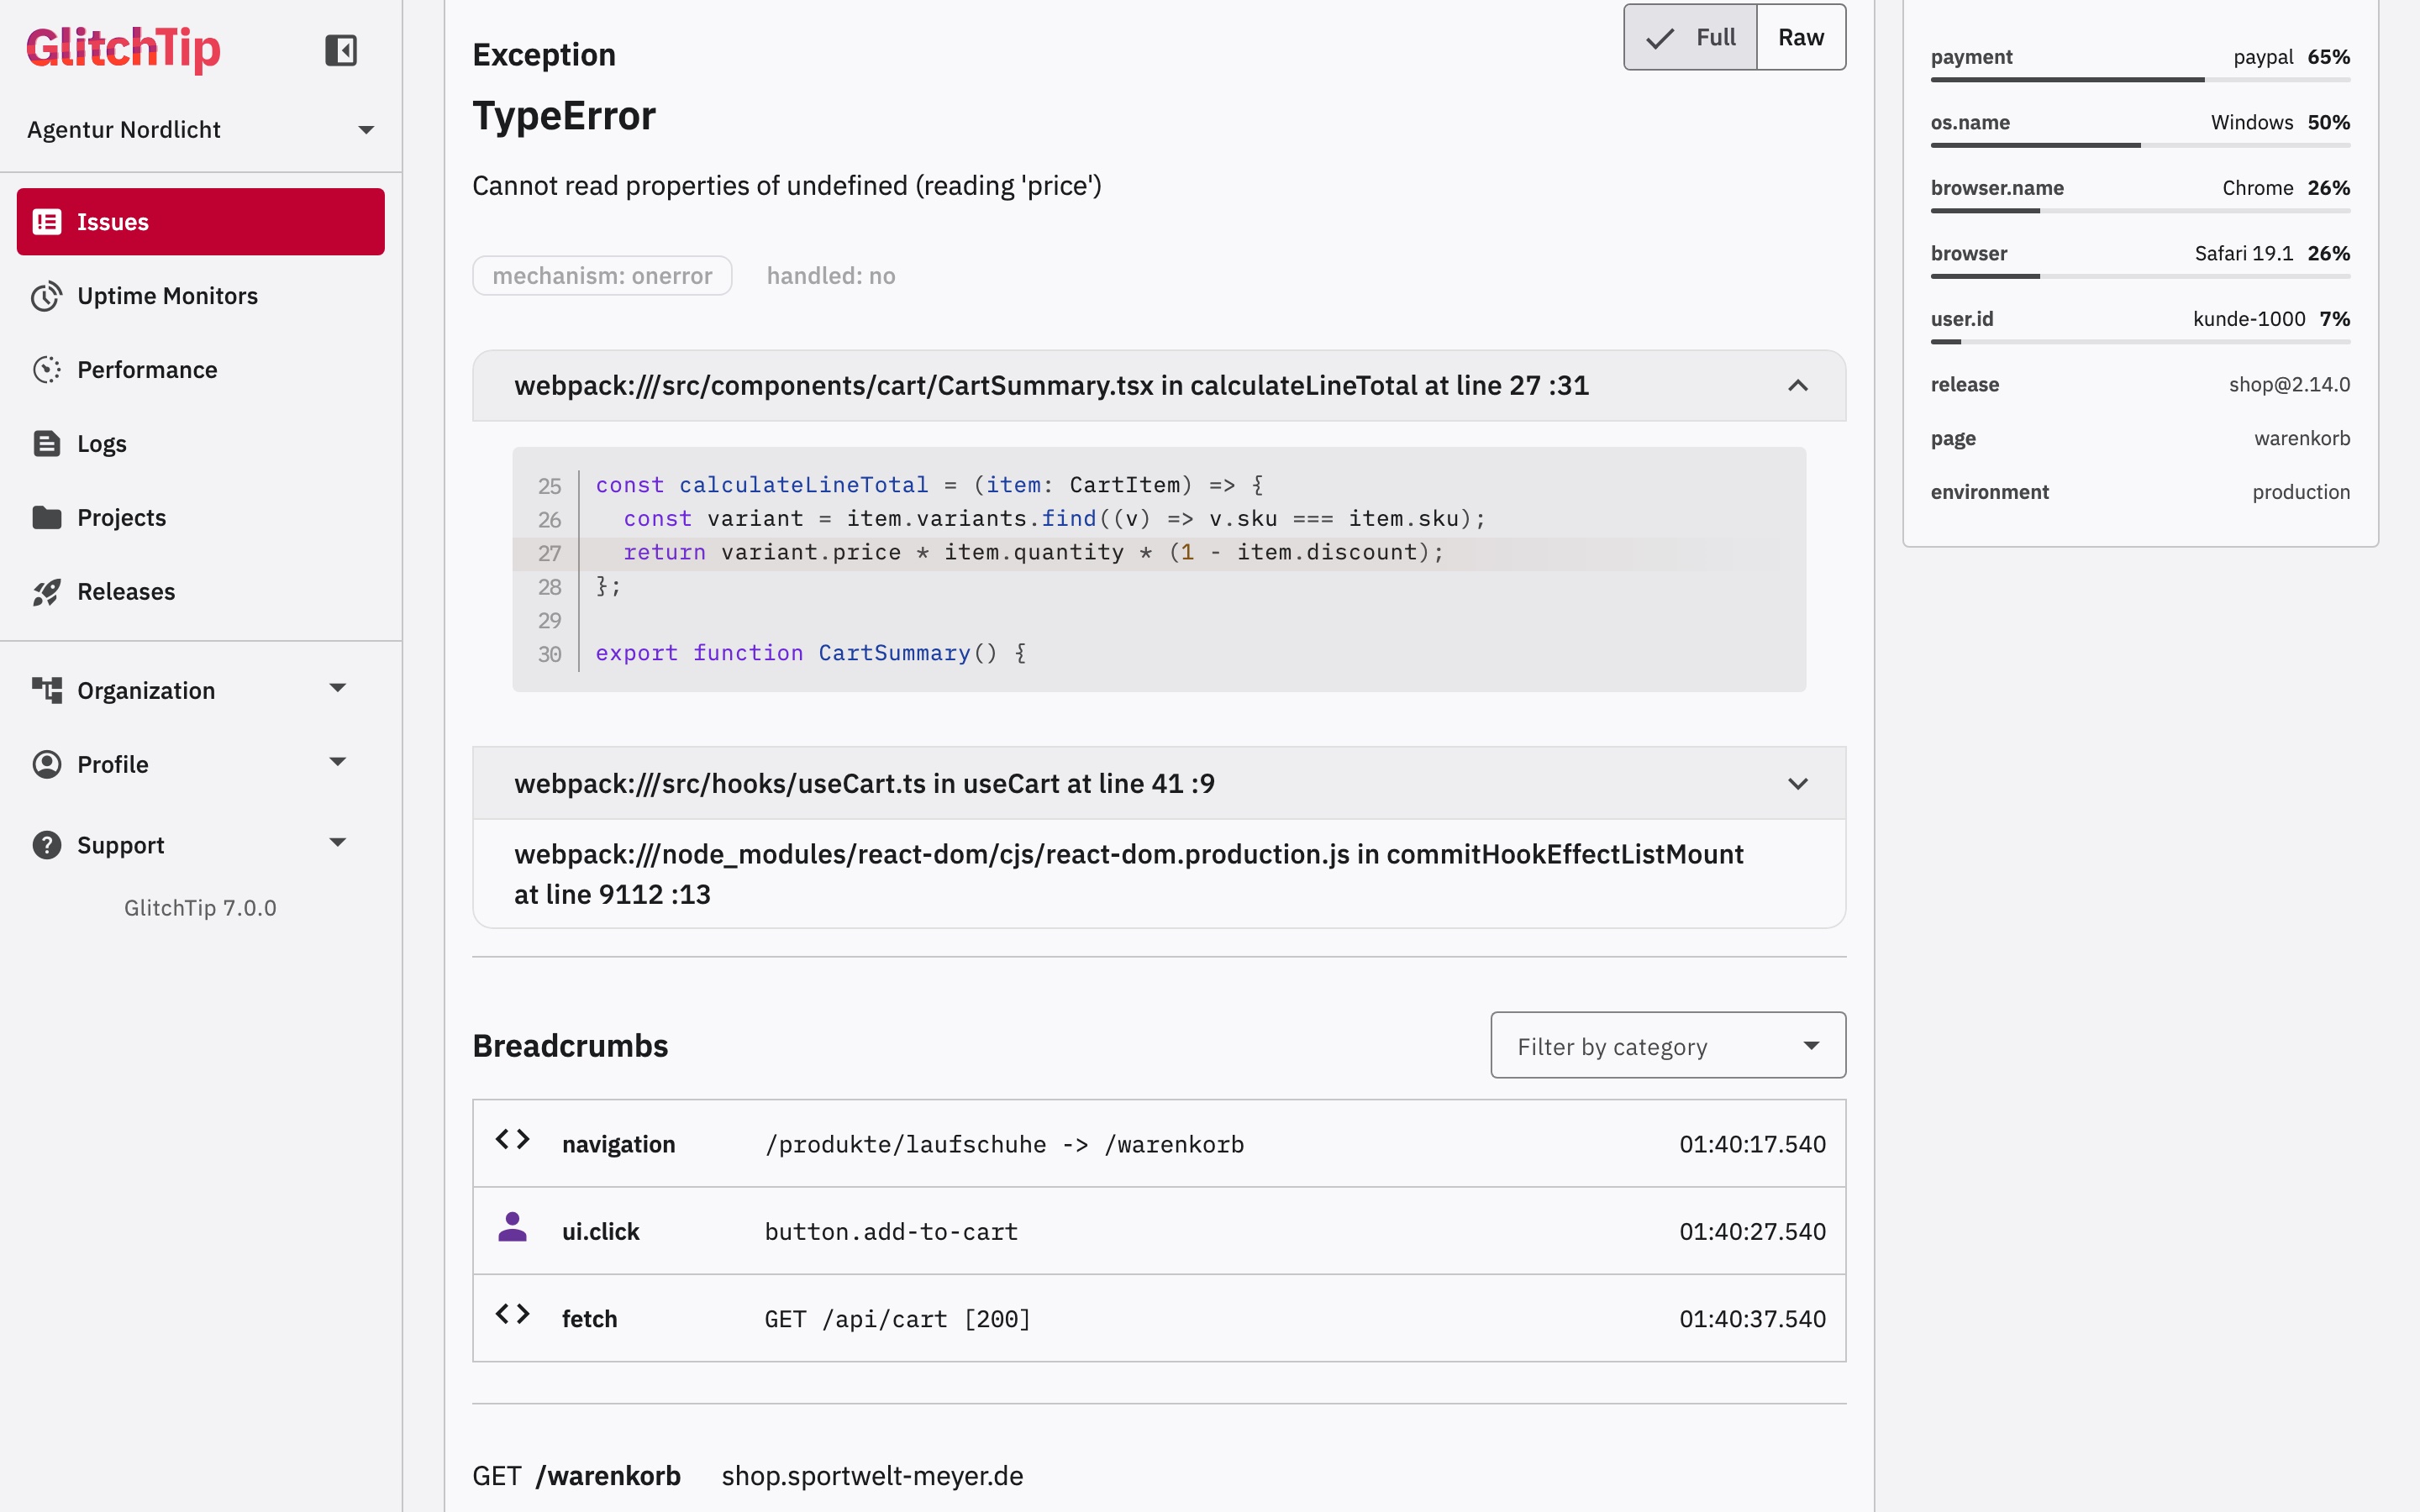 GlitchTip
Agentur Nordlicht
Issues
Uptime Monitors
Performance
Logs
Projects
Releases
Organization
Profile
Support
GlitchTip 7.0.0
Exception
Full
Raw
TypeError
Cannot read properties of undefined (reading 'price')
mechanism: onerror
handled: no
webpack:///src/components/cart/CartSummary.tsx in calculateLineTotal at line 27 :31
25 const calculateLineTotal = (item: CartItem) => {
26 const variant = item.variants.find((v) => v.sku === item.sku);
27 return variant.price * item.quantity * (1 - item.discount);
28 };
29
30 export function CartSummary() {
webpack:///src/hooks/useCart.ts in useCart at line 41 :9
webpack:///node_modules/react-dom/cjs/react-dom.production.js in commitHookEffectListMount
at line 9112 :13
Breadcrumbs
Filter by category
navigation /produkte/laufschuhe -> /warenkorb 01:40:17.540
ui.click button.add-to-cart 01:40:27.540
fetch GET /api/cart [200] 01:40:37.540
GET /warenkorb shop.sportwelt-meyer.de
payment paypal 65%
os.name Windows 50%
browser.name Chrome 26%
browser Safari 19.1 26%
user.id kunde-1000 7%
release shop@2.14.0
page warenkorb
environment production